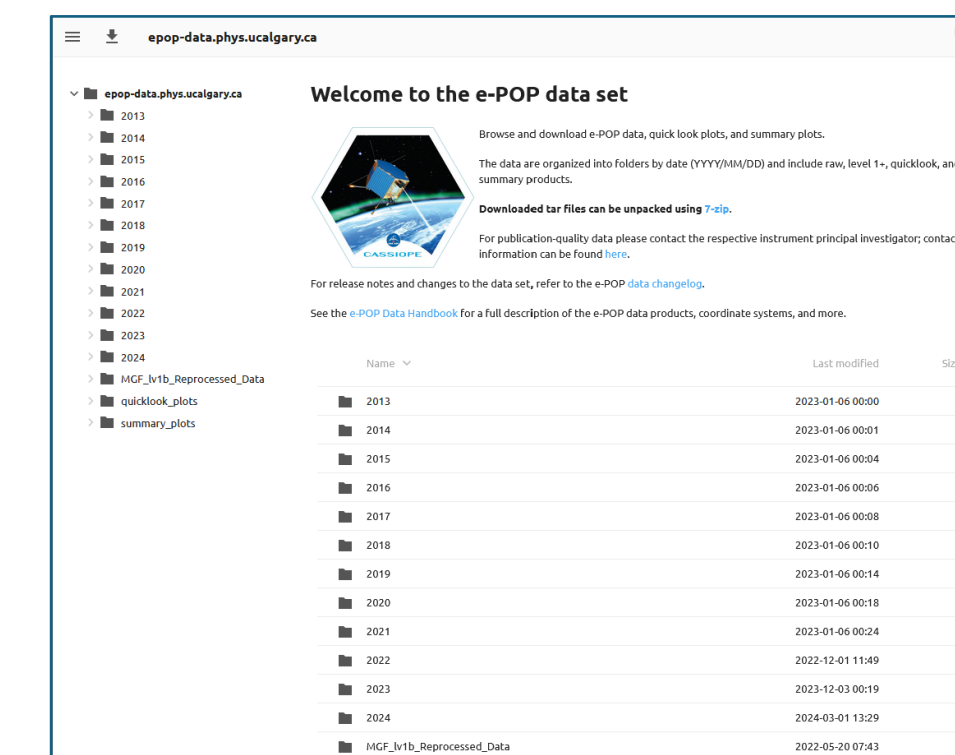 epop-data.phys.ucalgary.ca
epop-data.phys.ucalgary.ca
2013
2014
2015
2016
2017
2018
2019
2020
2021
2022
2023
2024
MGF_lv1b_Reprocessed_Data
quicklook_plots
summary_plots
Welcome to the e-POP data set
CASSIOPE
Browse and download e-POP data, quick look plots, and summary plots.
The data are organized into folders by date (YYYY/MM/DD) and include raw, level 1+, quicklook, and
summary products.
Downloaded tar files can be unpacked using 7-zip.
For publication-quality data please contact the respective instrument principal investigator; contac
information can be found here.
For release notes and changes to the data set, refer to the e-POP data changelog.
See the e-POP Data Handbook for a full description of the e-POP data products, coordinate systems, and more.
Name Last modified Siz
2013 2023-01-06 00:00
2014 2023-01-06 00:01
2015 2023-01-06 00:04
2016 2023-01-06 00:06
2017 2023-01-06 00:08
2018 2023-01-06 00:10
2019 2023-01-06 00:14
2020 2023-01-06 00:18
2021 2023-01-06 00:24
2022 2022-12-01 11:49
2023 2023-12-03 00:19
2024 2024-03-01 13:29
MGF_lv1b_Reprocessed_Data 2022-05-20 07:43